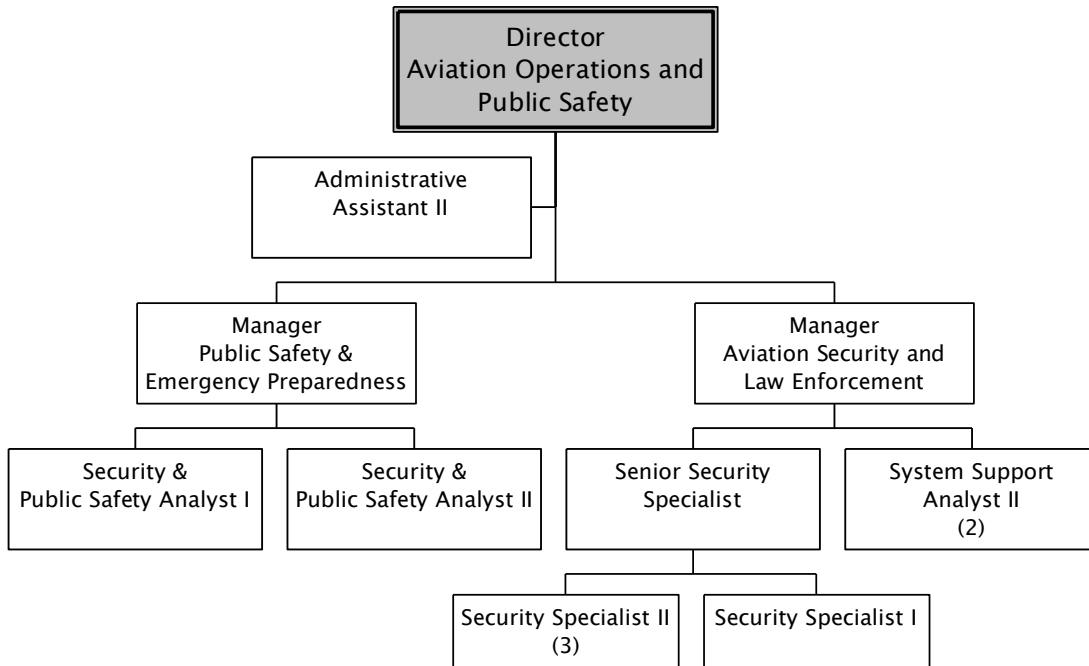 Director
Aviation Operations and
Public Safety
Administrative
Assistant II
Manager
Public Safety &
Emergency Preparedness
Manager
Aviation Security and
Law Enforcement
Security &
Public Safety Analyst I
Security &
Public Safety Analyst II
Senior Security
Specialist
System Support
Analyst II
(2)
Security Specialist II
(3)
Security Specialist I